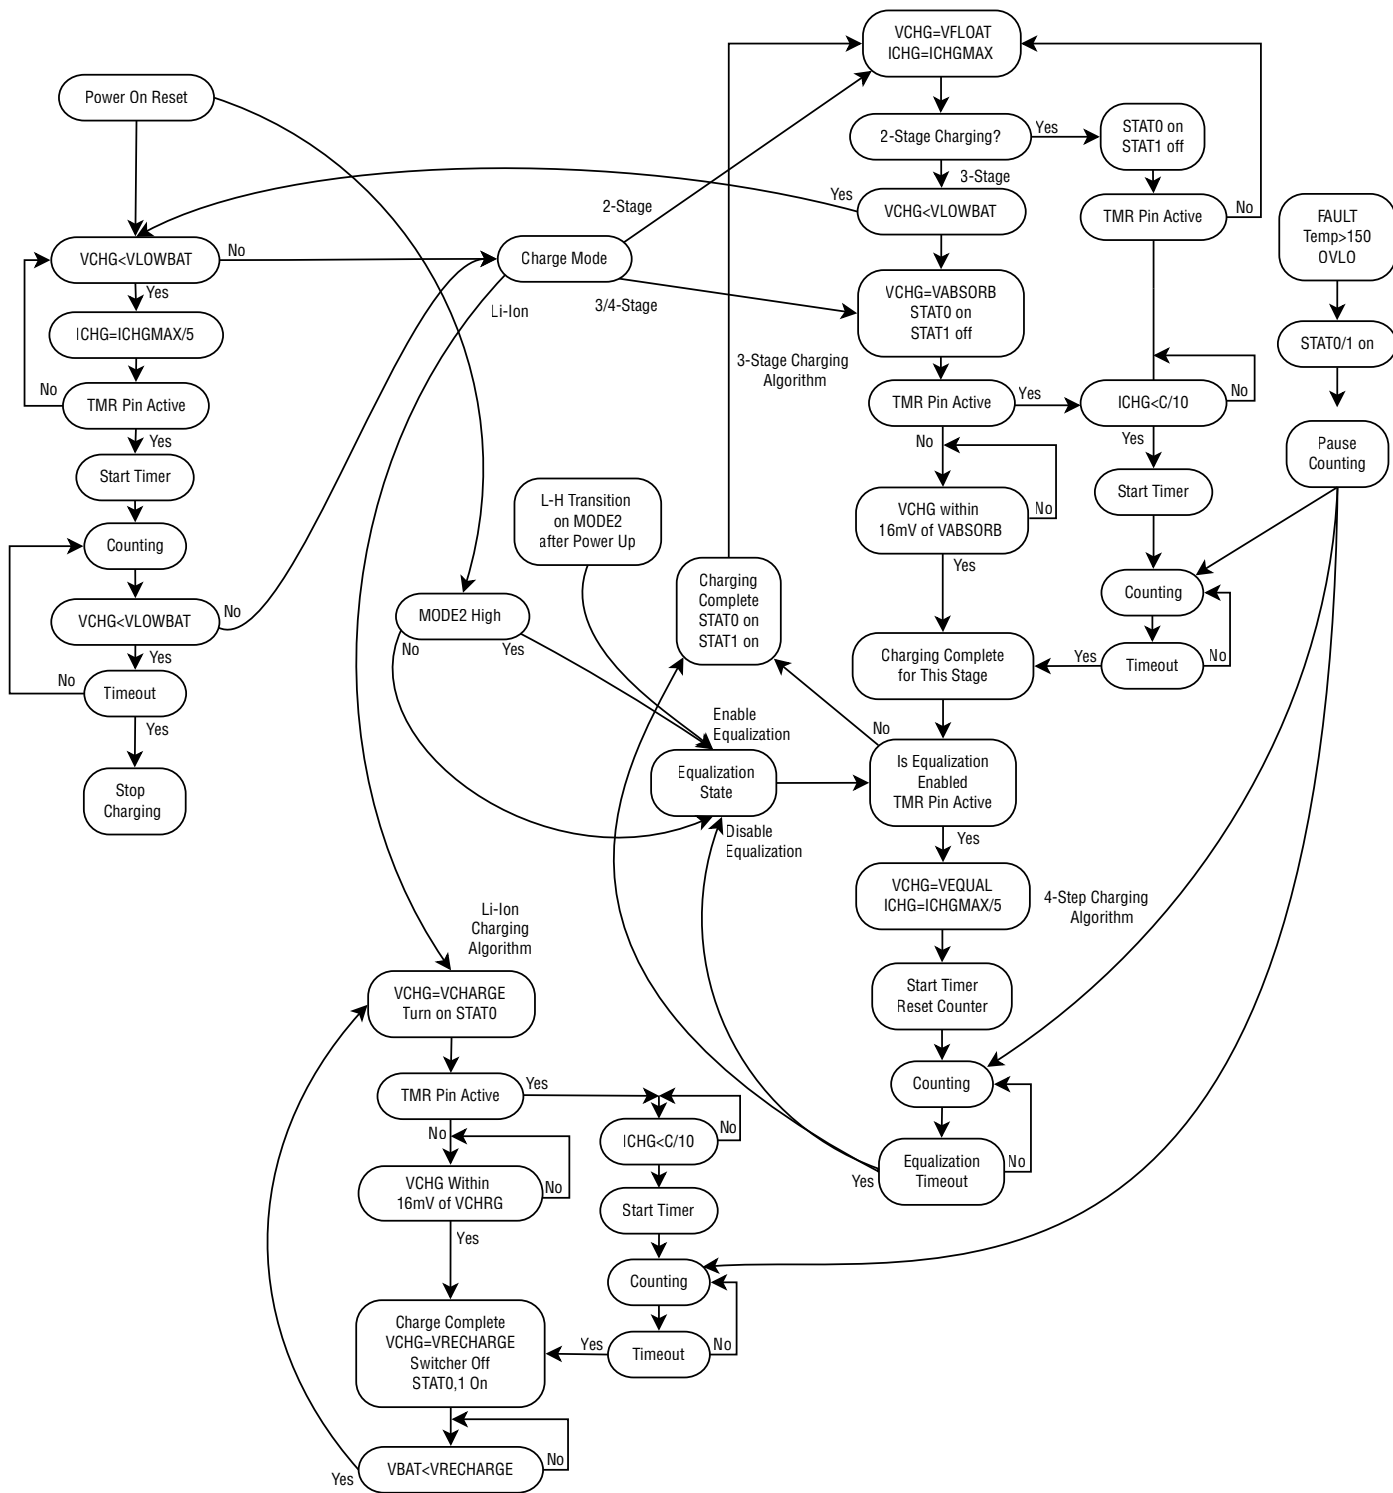 VCHG=VFLOAT
ICHG=ICHGMAX
Power On Reset
2-Stage Charging?
Yes
STAT0 on
STAT1 off
3-Stage
Yes
VCHG<VLOWBAT
2-Stage
TMR Pin Active
No
FAULT
Temp>150
OVLO
VCHG<VLOWBAT
No
Charge Mode
Yes
Li-Ion
3/4-Stage
VCHG=VABSORB
STAT0 on
STAT1 off
ICHG=ICHGMAX/5
STAT0/1 on
3-Stage Charging
Algorithm
No
TMR Pin Active
Yes
TMR Pin Active
Yes
ICHG<C/10
No
No
Yes
Pause
Counting
Start Timer
L-H Transition
on MODE2
after Power Up
VCHG within
16mV of VABSORB
No
Start Timer
Counting
Yes
Charging
Complete
STAT0 on
STAT1 on
Counting
VCHG<VLOWBAT
No
MODE2 High
No
Yes
Yes
Charging Complete
for This Stage
Yes
Timeout
No
No
Timeout
Yes
Enable
Equalization
No
Equalization
State
Is Equalization
Enabled
TMR Pin Active
Stop
Charging
Disable
Equalization
Yes
VCHG=VEQUAL
ICHG=ICHGMAX/5
4-Step Charging
Algorithm
Li-Ion
Charging
Algorithm
VCHG=VCHARGE
Turn on STAT0
Start Timer
Reset Counter
TMR Pin Active
Yes
Counting
No
ICHG<C/10
No
VCHG Within
16mV of VCHRG
No
Yes
Equalization
Timeout
No
Start Timer
Yes
Counting
Charge Complete
VCHG=VRECHARGE
Switcher Off
STAT0,1 On
Yes
Timeout
No
Yes
VBAT<VRECHARGE
No